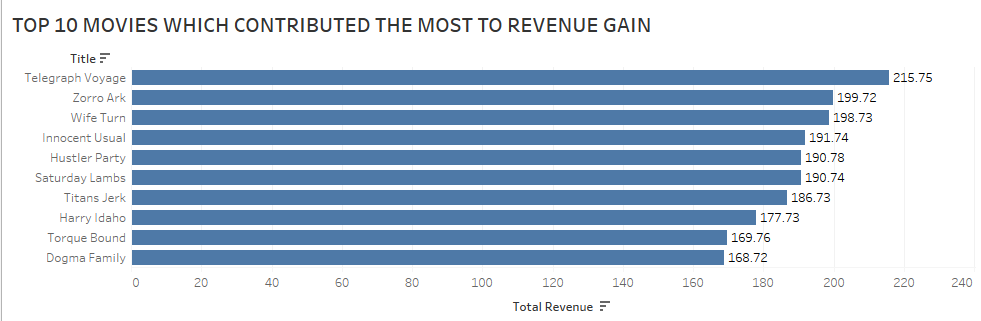 TOP 10 MOVIES WHICH CONTRIBUTED THE MOST TO REVENUE GAIN
Title
Telegraph Voyage 215.75
Zorro Ark 199.72
Wife Turn 198.73
Innocent Usual 191.74
Hustler Party 190.78
Saturday Lambs 190.74
Titans Jerk 186.73
Harry Idaho 177.73
Torque Bound 169.76
Dogma Family 168.72
0 20 40 60 80 100 120 140 160 180 200 220 240
Total Revenue